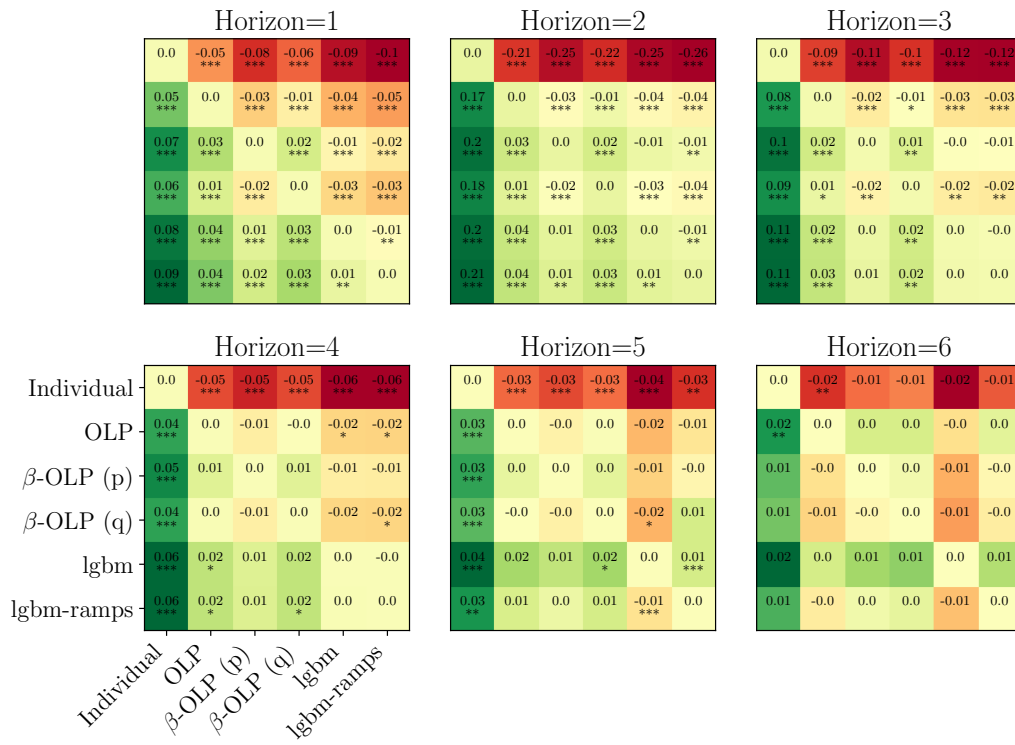 Horizon=1 Horizon=2 Horizon=3
0.0 -0.05 -0.08 -0.06 -0.09 -0.1 0.0 -0.21 -0.25 -0.22 -0.25 -0.26 0.0 -0.09 -0.11 -0.1 -0.12 -0.12
*** *** *** *** *** *** *** *** *** *** *** *** *** *** ***
0.05 0.0 -0.03 -0.01 -0.04 -0.05 0.17 0.0 -0.03 -0.01 -0.04 -0.04 0.08 0.0 -0.02 -0.01 -0.03 -0.03
*** *** *** *** *** *** *** *** *** *** *** *** * *** ***
0.07 0.03 0.0 0.02 -0.01 -0.02 0.2 0.03 0.0 0.02 -0.0 -0.01 0.1 0.02 0.0 0.01 -0.0 -0.01
*** *** *** *** *** *** *** *** ** *** *** **
0.06 0.01 -0.02 0.0 -0.03 -0.03 0.18 0.01 -0.02 0.0 -0.03 -0.04 0.09 0.01 -0.02 0.0 -0.02 -0.02
*** *** *** *** *** *** *** *** *** *** *** * ** ** **
0.08 0.04 0.01 0.03 0.0 -0.01 0.2 0.04 0.01 0.03 0.0 -0.01 0.11 0.02 0.0 0.02 0.0 -0.0
*** *** *** *** ** *** *** *** ** *** *** **
0.09 0.04 0.02 0.03 0.01 0.0 0.21 0.04 0.01 0.03 0.01 0.0 0.11 0.03 0.01 0.02 0.0 0.0
*** *** *** *** ** *** *** ** *** ** *** *** **
Horizon=4 Horizon=5 Horizon=6
Individual 0.0 -0.05 -0.05 -0.05 -0.06 -0.06 0.0 -0.03 -0.03 -0.03 -0.04 -0.03 0.0 -0.02 -0.01 -0.01 -0.02 -0.01
*** *** *** *** *** *** *** *** *** ** **
OLP 0.04 0.0 -0.01 -0.0 -0.02 -0.02 0.03 0.0 0.0 0.0 -0.02 -0.01 0.02 0.0 0.0 0.0 -0.0 0.0
*** * * *** **
β-OLP (p) 0.05 0.01 0.0 0.01 -0.01 -0.01 0.03 0.0 0.0 0.0 -0.01 -0.0 0.01 -0.0 0.0 0.0 -0.01 -0.0
*** ***
β-OLP (q) 0.04 0.0 -0.01 0.0 -0.02 -0.02 0.03 -0.0 -0.0 0.0 -0.02 0.01 0.01 -0.01 -0.0 0.0 -0.01 -0.0
*** * *** *
lgbm 0.06 0.02 0.01 0.02 0.0 -0.0 0.04 0.02 0.01 0.02 0.0 0.01 0.02 0.0 0.01 0.01 0.0 0.01
*** * *** * ***
lgbm-ramps 0.06 0.02 0.01 0.02 0.0 0.0 0.03 0.01 0.0 0.01 -0.01 0.0 0.01 -0.0 0.0 0.0 -0.01 0.0
*** * * ** ***
Individual
OLP
β-OLP (p)
β-OLP (q)
lgbm
lgbm-ramps